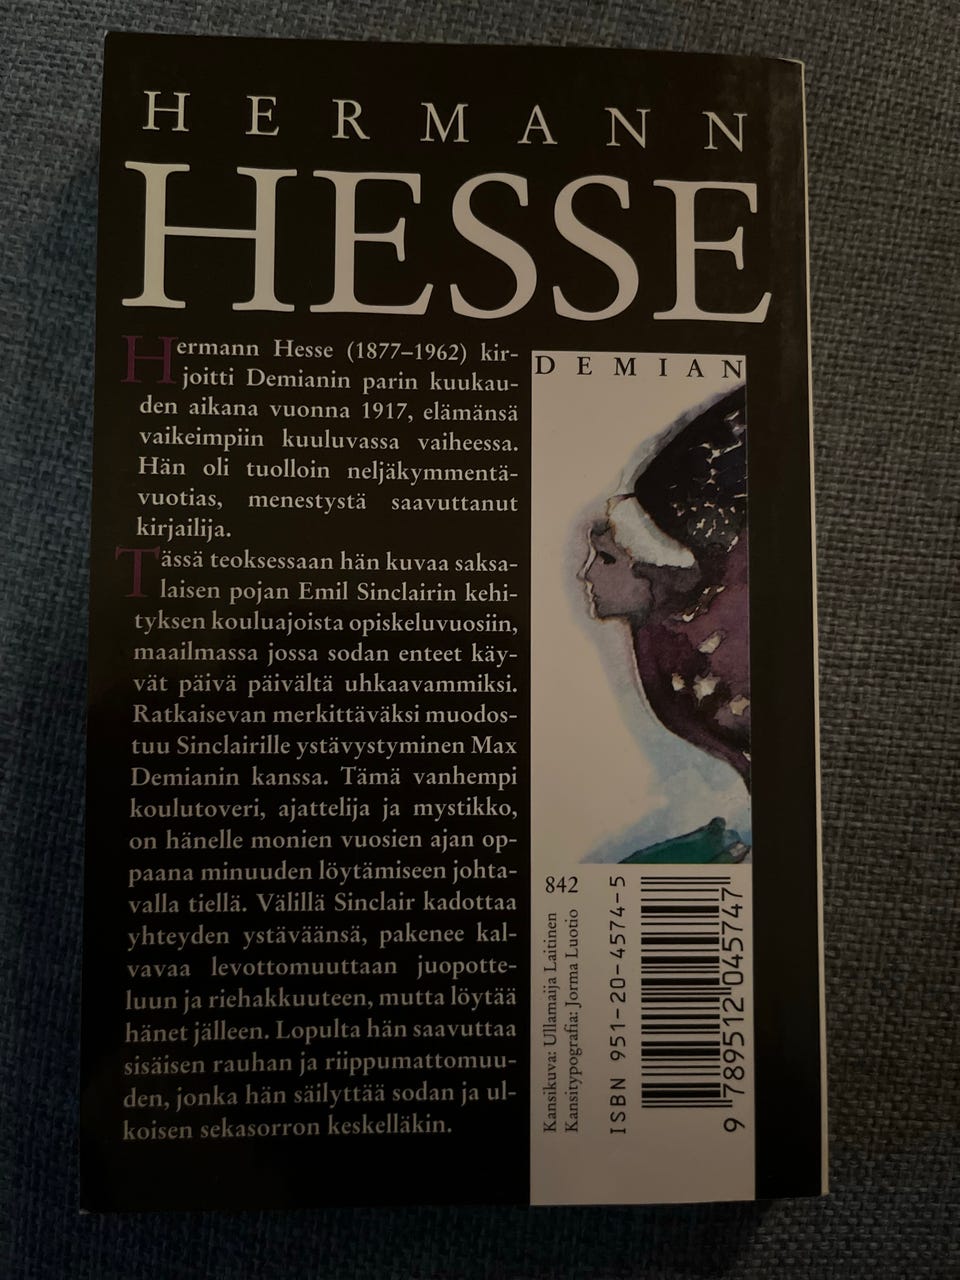 HERMANN
HESSE
Hermann Hesse (1877–1962) kir-
joitti Demianin parin kuukau-
den aikana vuonna 1917, elämänsä
vaikeimpiin kuuluvassa vaiheessa.
Hän oli tuolloin neljäkymmentä-
vuotias, menestystä saavuttanut
kirjailija.
Tässä teoksessaan hän kuvaa saksa-
laisen pojan Emil Sinclairin kehi-
tyksen kouluajoista opiskeluvuosiin,
maailmassa jossa sodan enteet käy-
vät päivä päivältä uhkaavammiksi.
Ratkaisevan merkittäväksi muodos-
tuu Sinclairille ystävystyminen Max
Demianin kanssa. Tämä vanhempi
koulutoveri, ajattelija ja mystikko,
on hänelle monien vuosien ajan op-
paana minuuden löytämiseen johta-
valla tiellä. Välillä Sinclair kadottaa
yhteyden ystäväänsä, pakenee kal-
vavaa levottomuuttaan juopotte-
luun ja riehakkuuteen, mutta löytää
hänet jälleen. Lopulta hän saavuttaa
sisäisen rauhan ja riippumattomuu-
den, jonka hän säilyttää sodan ja ul-
koisen sekasorron keskelläkin.
DEMIAN
842
Kansikuva: Ullamaija Laitinen
Kansitypografia: Jorma Luotio
ISBN 951-20-4574-5
9 789512 045747